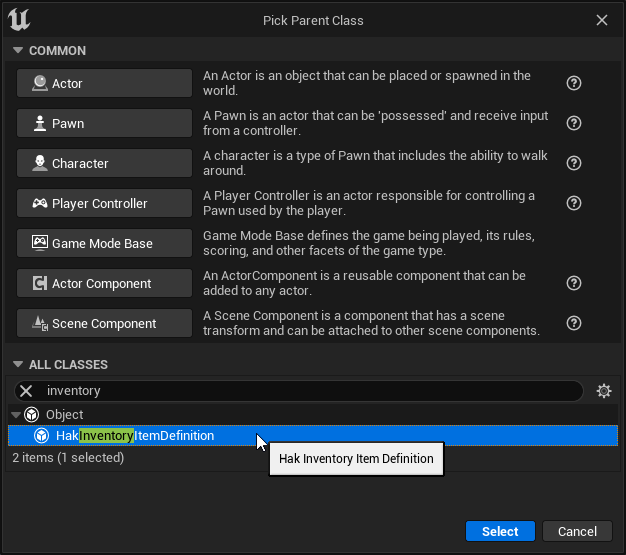 Pick Parent Class
COMMON
Actor
An Actor is an object that can be placed or spawned in the
world.
Pawn
A Pawn is an actor that can be 'possessed' and receive input
from a controller.
Character
A character is a type of Pawn that includes the ability to walk
around.
Player Controller
A Player Controller is an actor responsible for controlling a
Pawn used by the player.
Game Mode Base
Game Mode Base defines the game being played, its rules,
scoring, and other facets of the game type.
Actor Component
An ActorComponent is a reusable component that can be
added to any actor.
Scene Component
A Scene Component is a component that has a scene
transform and can be attached to other scene components.
ALL CLASSES
inventory
Object
HakInventoryItemDefinition
2 items (1 selected)
Hak Inventory Item Definition
Select
Cancel